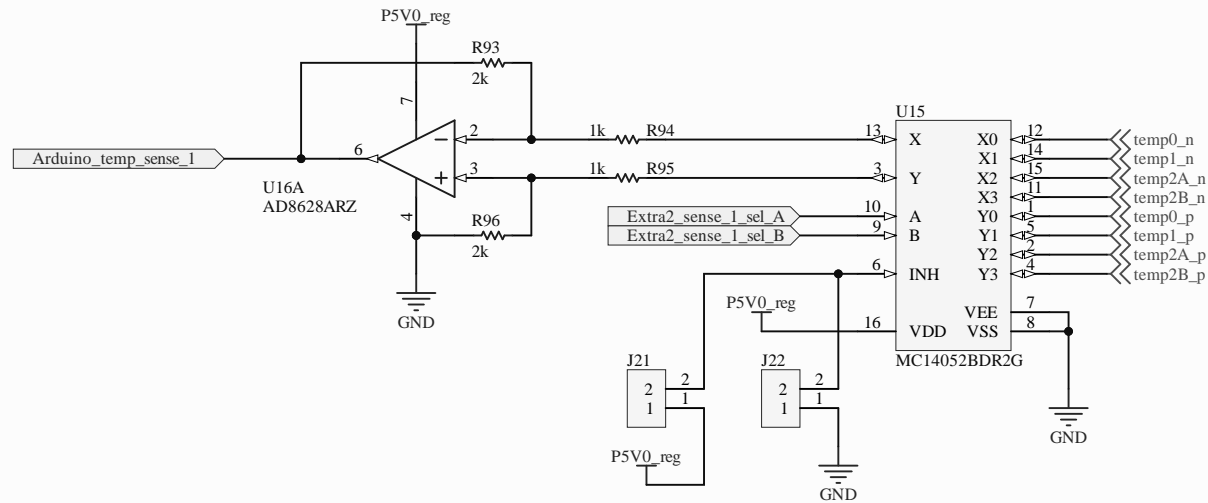 P5V0_reg
R93
2k
7
2
6
3
4
U16A
AD8628ARZ
R96
2k
GND
Arduino_temp_sense_1
1k
R94
1k
R95
Extra2_sense_1_sel_A
Extra2_sense_1_sel_B
U15
13
X
3
Y
10
A
9
B
6
INH
16
VDD
X0
12
temp0_n
X1
14
temp1_n
X2
15
temp2A_n
X3
11
temp2B_n
Y0
1
temp0_p
Y1
5
temp1_p
Y2
2
temp2A_p
Y3
4
temp2B_p
VEE
7
VSS
8
MC14052BDR2G
GND
P5V0_reg
J21
2
2
1
1
P5V0_reg
J22
2
2
1
1
GND